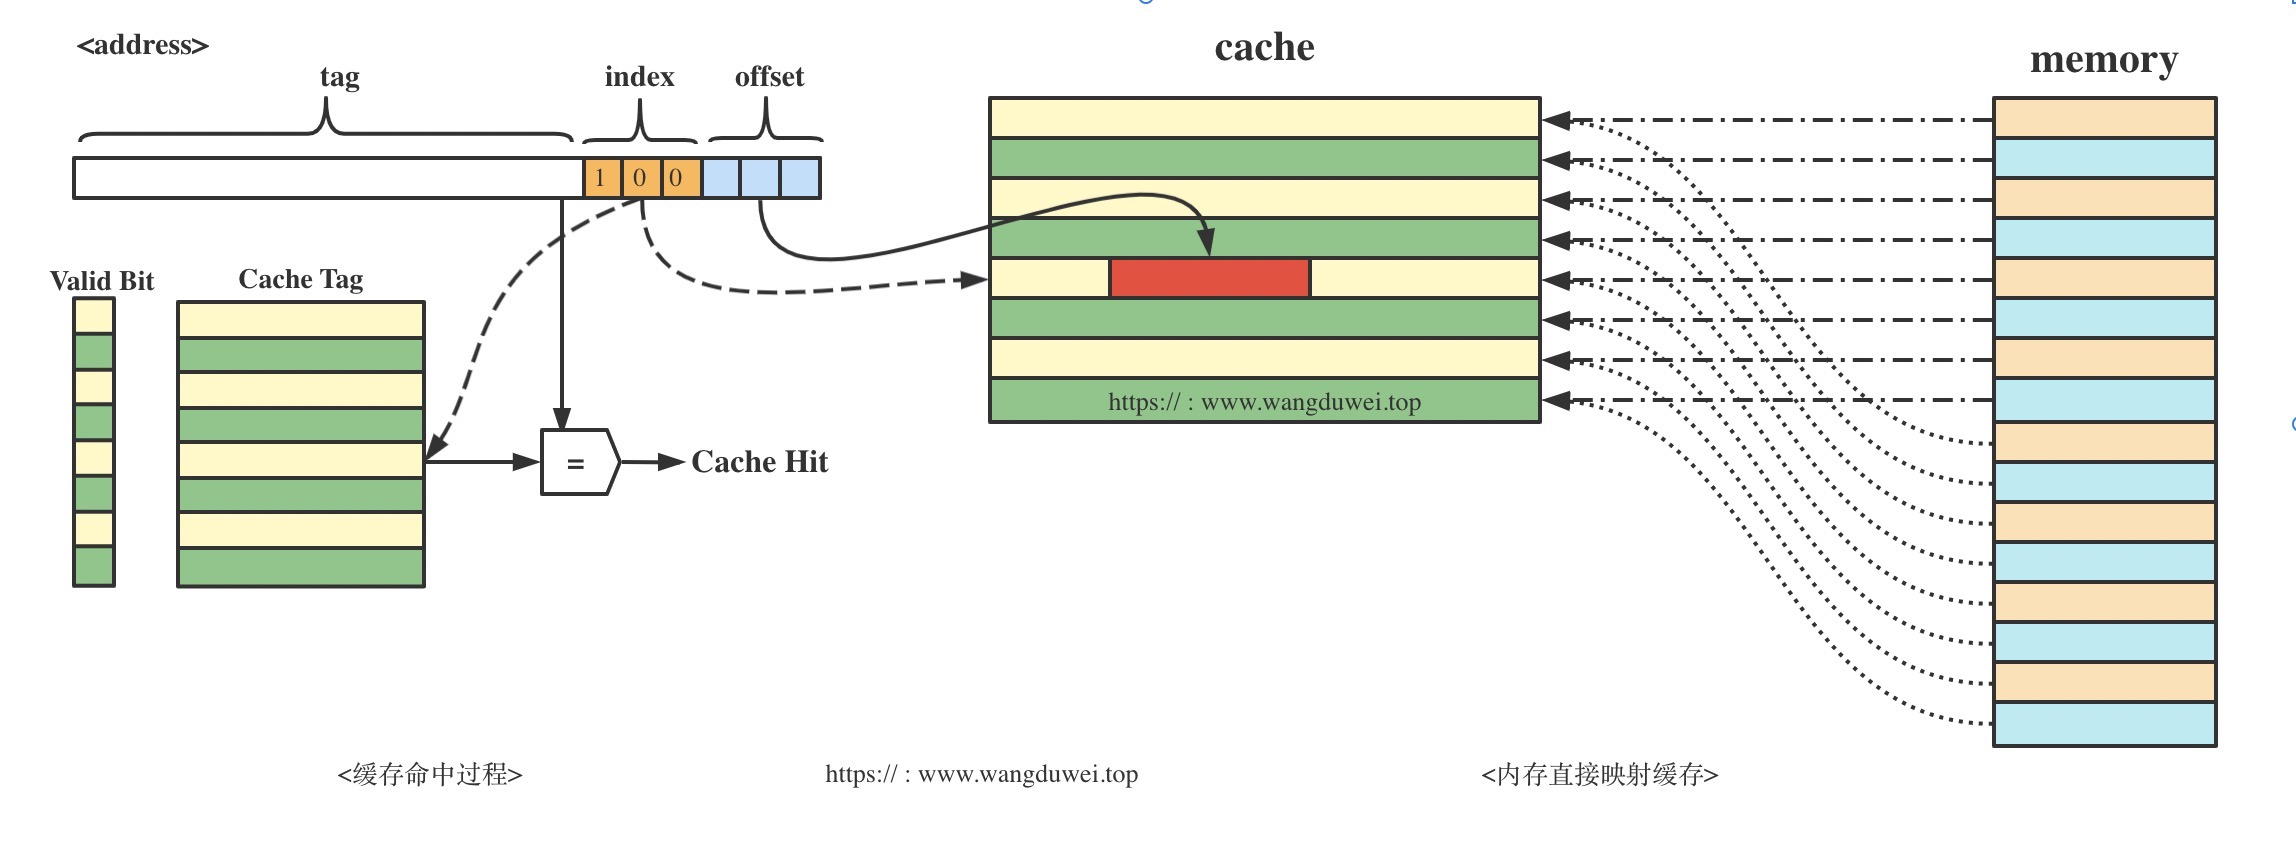 <address>
tag
index
offset
1 0 0
cache
memory
Valid Bit
Cache Tag
=
Cache Hit
https:// : www.wangduwei.top
<缓存命中过程>
https:// : www.wangduwei.top
<内存直接映射缓存>